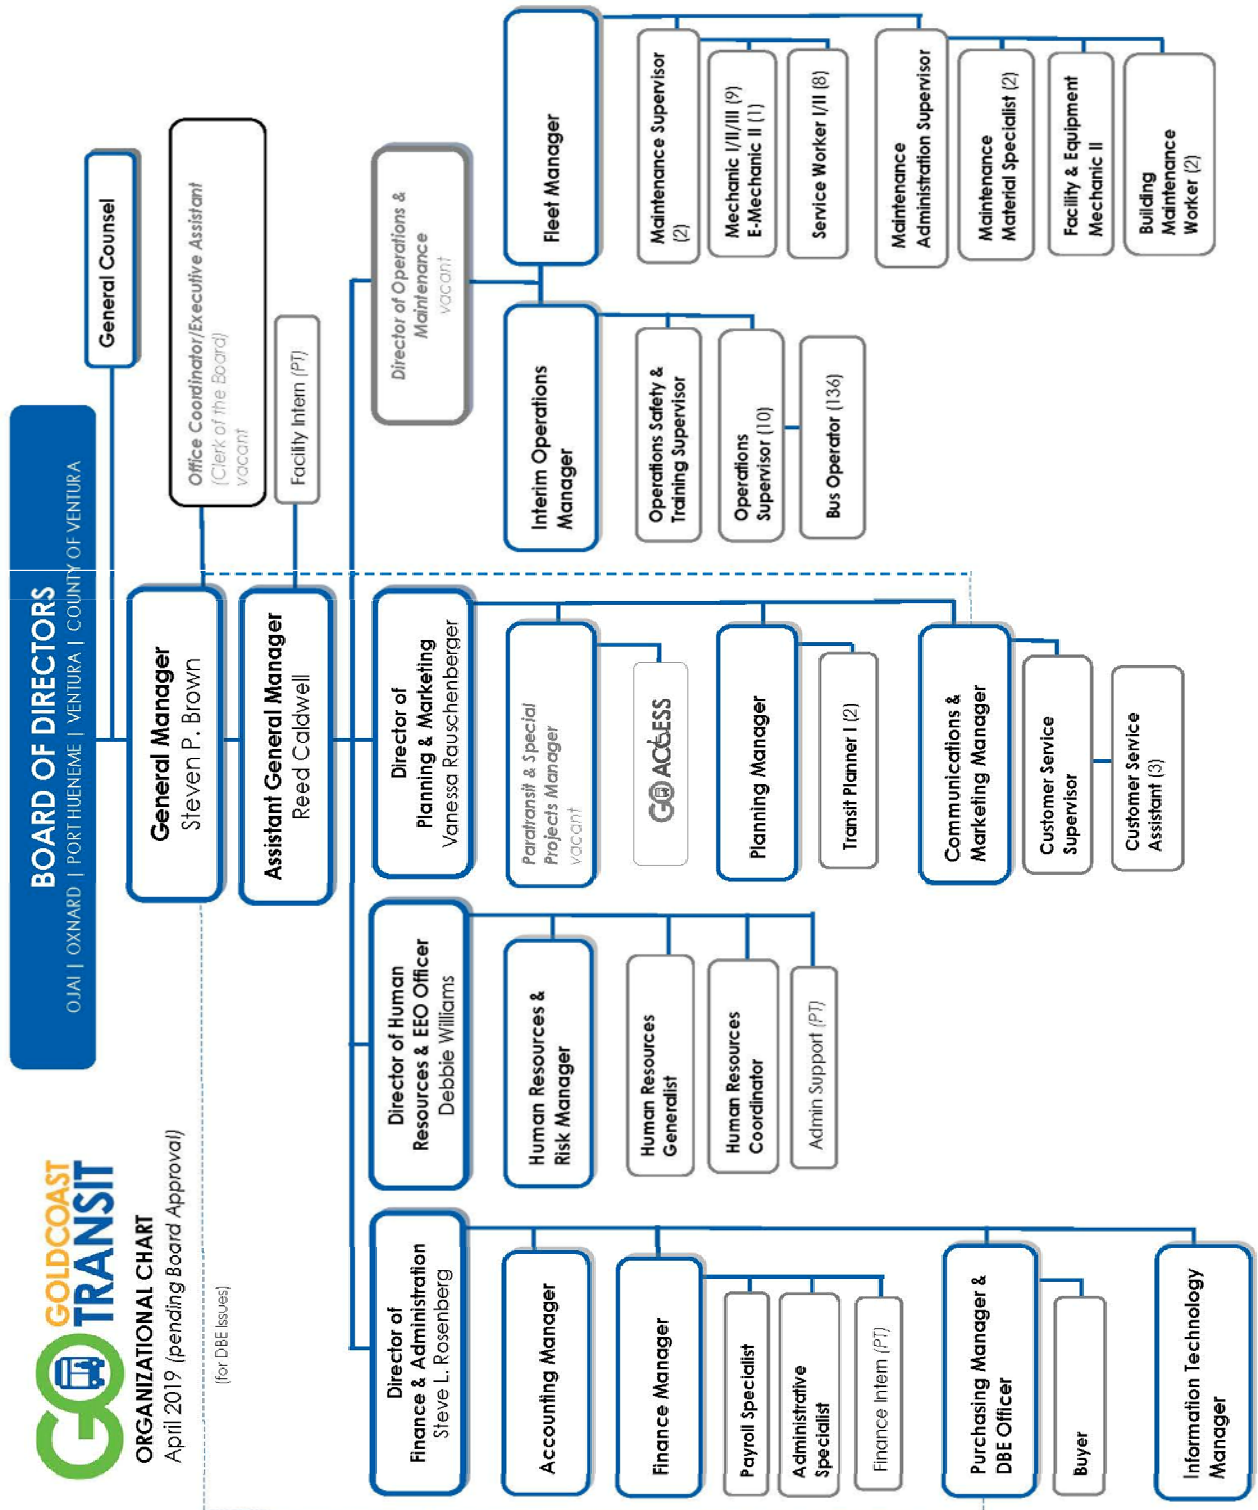 GO GOLDCOAST
TRANSIT
ORGANIZATIONAL CHART
April 2019 (pending Board Approval)
(for DBE Issues)
BOARD OF DIRECTORS
OJAI | OXNARD | PORT HUENEME | VENTURA | COUNTY OF VENTURA
General Counsel
General Manager
Steven P. Brown
Office Coordinator/Executive Assistant
(Clerk of the Board)
vacant
Assistant General Manager
Reed Caldwell
Facility Intern (PT)
Director of
Finance & Administration
Steve L. Rosenberg
Accounting Manager
Finance Manager
Payroll Specialist
Administrative
Specialist
Finance Intern (PT)
Purchasing Manager &
DBE Officer
Buyer
Information Technology
Manager
Director of Human
Resources & EEO Officer
Debbie Williams
Human Resources &
Risk Manager
Human Resources
Generalist
Human Resources
Coordinator
Admin Support (PT)
Director of
Planning & Marketing
Vanessa Rauschenberger
Paratransit & Special
Projects Manager
vacant
GO ACCESS
Planning Manager
Transit Planner I (2)
Communications &
Marketing Manager
Customer Service
Supervisor
Customer Service
Assistant (3)
Director of Operations &
Maintenance
vacant
Interim Operations
Manager
Operations Safety &
Training Supervisor
Operations
Supervisor (10)
Bus Operator (136)
Fleet Manager
Maintenance Supervisor
(2)
Mechanic I/II/III (9)
E-Mechanic II (1)
Service Worker I/II (8)
Maintenance
Administration Supervisor
Maintenance
Material Specialist (2)
Facility & Equipment
Mechanic II
Building
Maintenance
Worker (2)